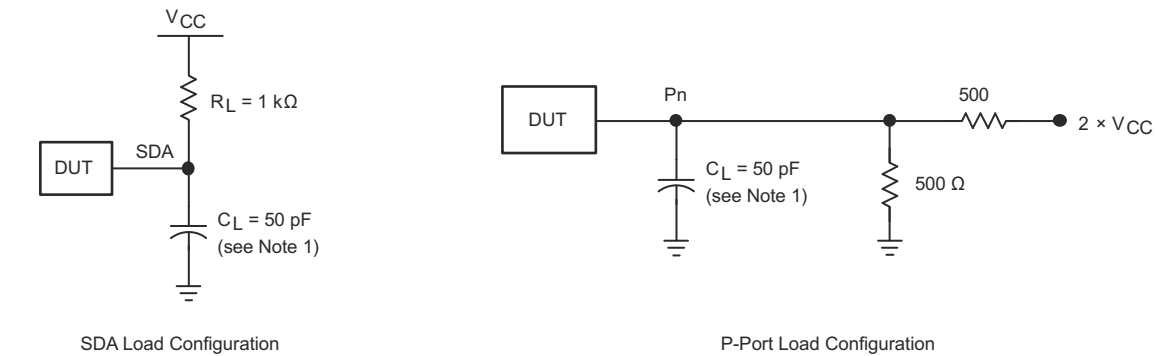 VCC
RL = 1 kΩ
DUT
SDA
CL = 50 pF
(see Note 1)
SDA Load Configuration
DUT
Pn
500
2 × VCC
CL = 50 pF
(see Note 1)
500 Ω
P-Port Load Configuration